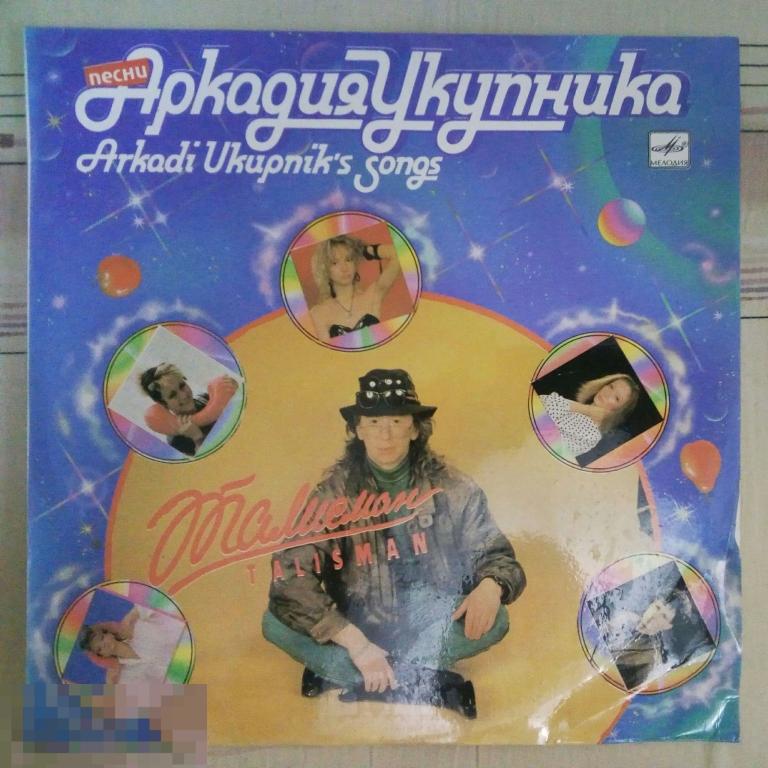 песни
Аркадия Укупника
Arkadi Ukupnik's songs
МЕЛОДИЯ
Талисман
TALISMAN